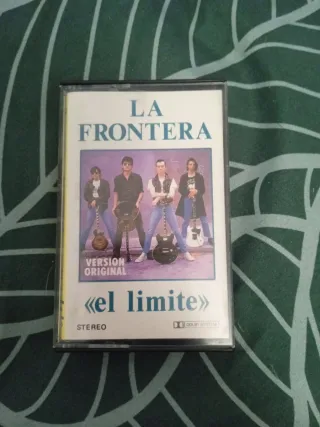 LA
FRONTERA
VERSION
ORIGINAL
«el limite»
STEREO